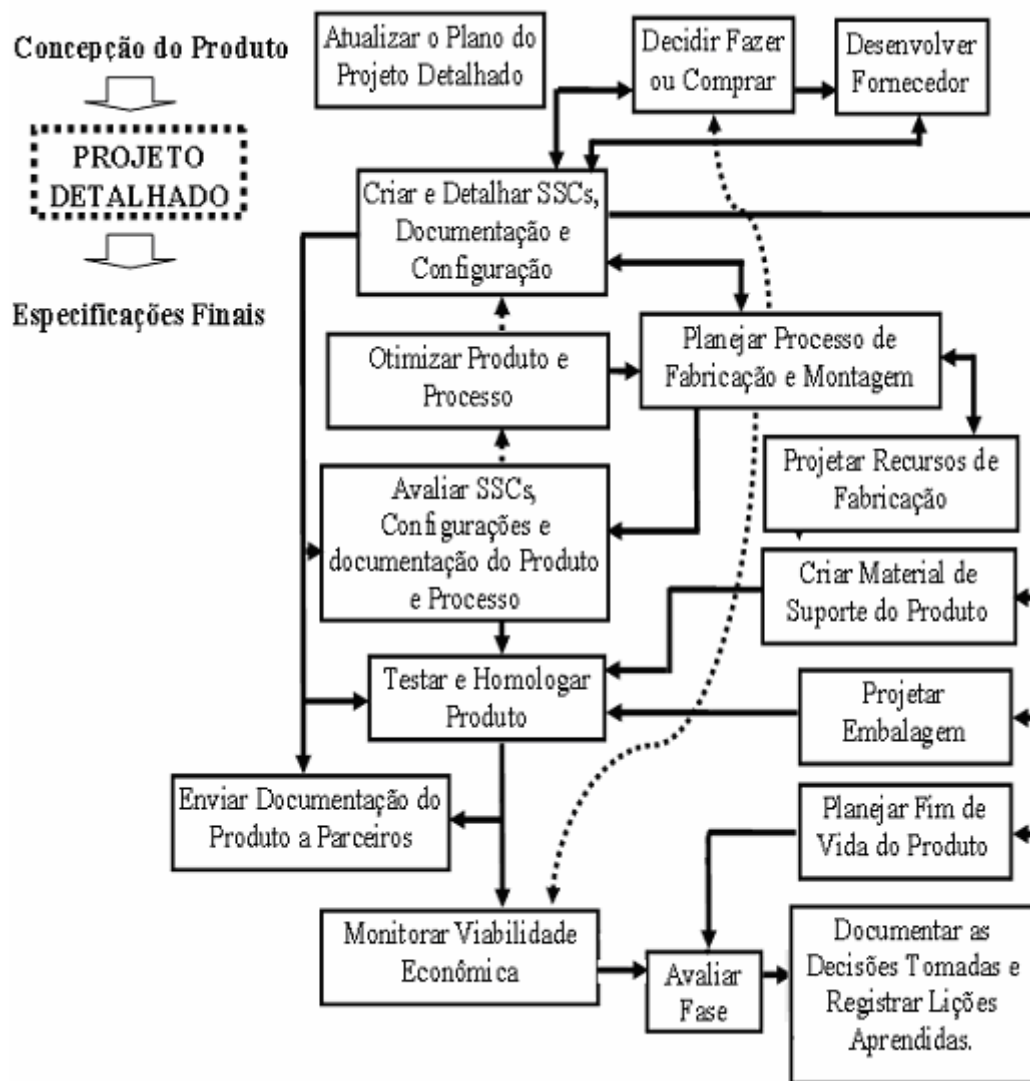 Concepção do Produto
PROJETO
DETALHADO
Especificações Finais
Atualizar o Plano do
Projeto Detalhado
Decidir Fazer
ou Comprar
Desenvolver
Fornecedor
Criar e Detalhar SSCs,
Documentação e
Configuração
Otimizar Produto e
Processo
Planejar Processo de
Fabricação e Montagem
Projetar Recursos de
Fabricação
Avaliar SSCs,
Configurações e
documentação do Produto
e Processo
Criar Material de
Suporte do Produto
Testar e Homologar
Produto
Projetar
Embalagem
Enviar Documentação do
Produto a Parceiros
Planejar Fim de
Vida do Produto
Monitorar Viabilidade
Econômica
Avaliar
Fase
Documentar as
Decisões Tomadas e
Registrar Lições
Aprendidas.